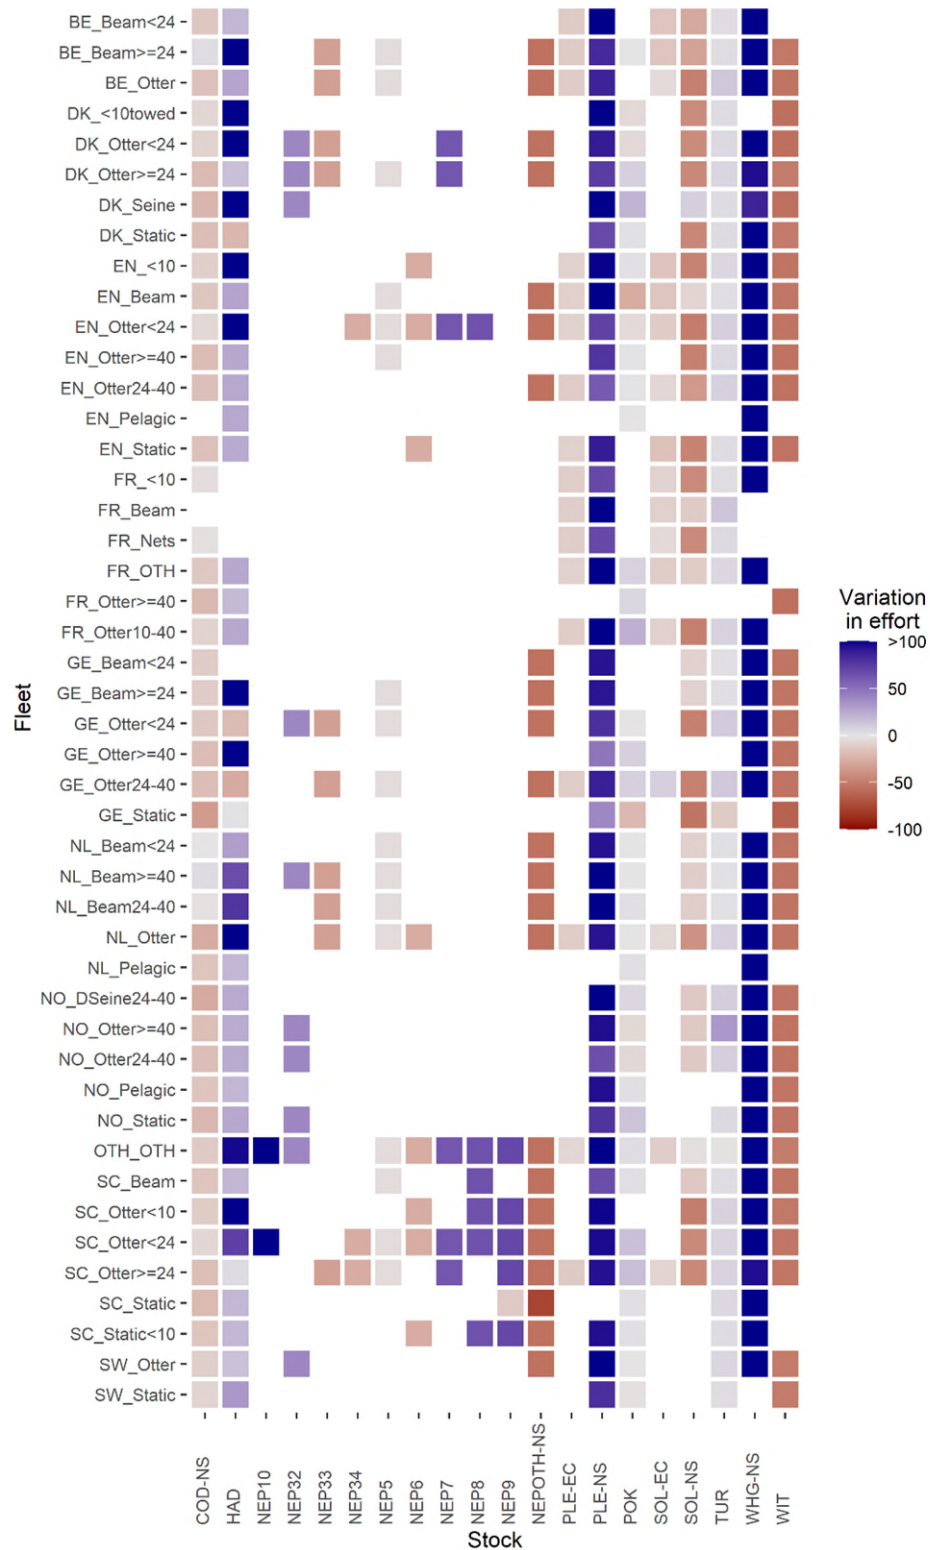 BE_Beam<24
BE_Beam>=24
BE_Otter
DK_<10towed
DK_Otter<24
DK_Otter>=24
DK_Seine
DK_Static
EN_<10
EN_Beam
EN_Otter<24
EN_Otter>=40
EN_Otter24-40
EN_Pelagic
EN_Static
FR_<10
FR_Beam
FR_Nets
FR_OTH
FR_Otter>=40
FR_Otter10-40
GE_Beam<24
GE_Beam>=24
GE_Otter<24
GE_Otter>=40
GE_Otter24-40
GE_Static
NL_Beam<24
NL_Beam>=40
NL_Beam24-40
NL_Otter
NL_Pelagic
NO_DSeine24-40
NO_Otter>=40
NO_Otter24-40
NO_Pelagic
NO_Static
OTH_OTH
SC_Beam
SC_Otter<10
SC_Otter<24
SC_Otter>=24
SC_Static
SC_Static<10
SW_Otter
SW_Static
Fleet
COD-NS
HAD
NEP10
NEP32
NEP33
NEP34
NEP5
NEP6
NEP7
NEP8
NEP9
NEPOTH-NS
PLE-EC
PLE-NS
POK
SOL-EC
SOL-NS
TUR
WHG-NS
WIT
Stock
Variation
in effort
>100
50
0
-50
-100